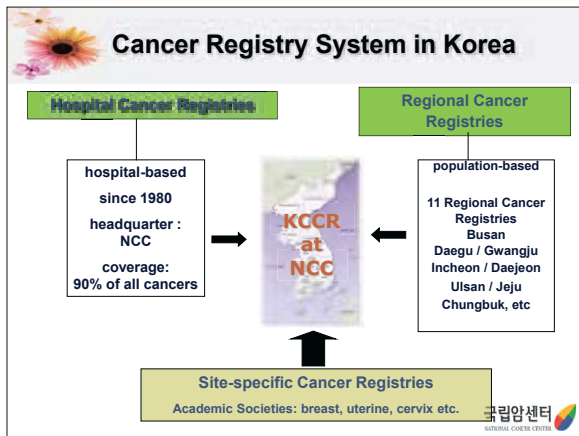 Cancer Registry System in Korea
Hospital Cancer Registries
Regional Cancer
Registries
hospital-based
since 1980
headquarter :
NCC
coverage:
90% of all cancers
KCCR
at
NCC
population-based
11 Regional Cancer
Registries
Busan
Daegu / Gwangju
Incheon / Daejeon
Ulsan / Jeju
Chungbuk, etc
Site-specific Cancer Registries
Academic Societies: breast, uterine, cervix etc.
국립암센터
NATIONAL CANCER CENTER